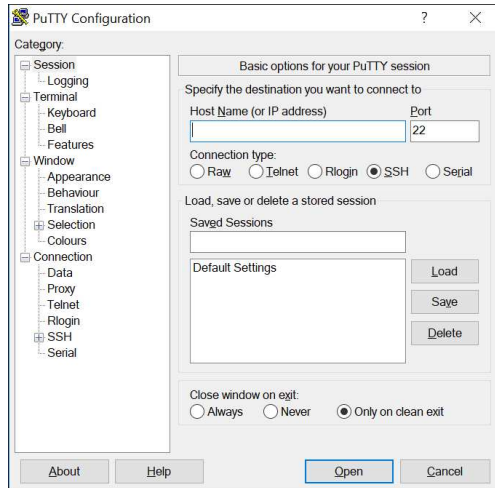 PuTTY Configuration
Category:
Session
Logging
Terminal
Keyboard
Bell
Features
Window
Appearance
Behaviour
Translation
Selection
Colours
Connection
Data
Proxy
Telnet
Rlogin
SSH
Serial
Basic options for your PuTTY session
Specify the destination you want to connect to
Host Name (or IP address) Port
22
Connection type:
Raw Telnet Rlogin SSH Serial
Load, save or delete a stored session
Saved Sessions
Default Settings
Load
Save
Delete
Close window on exit:
Always Never Only on clean exit
About Help Open Cancel